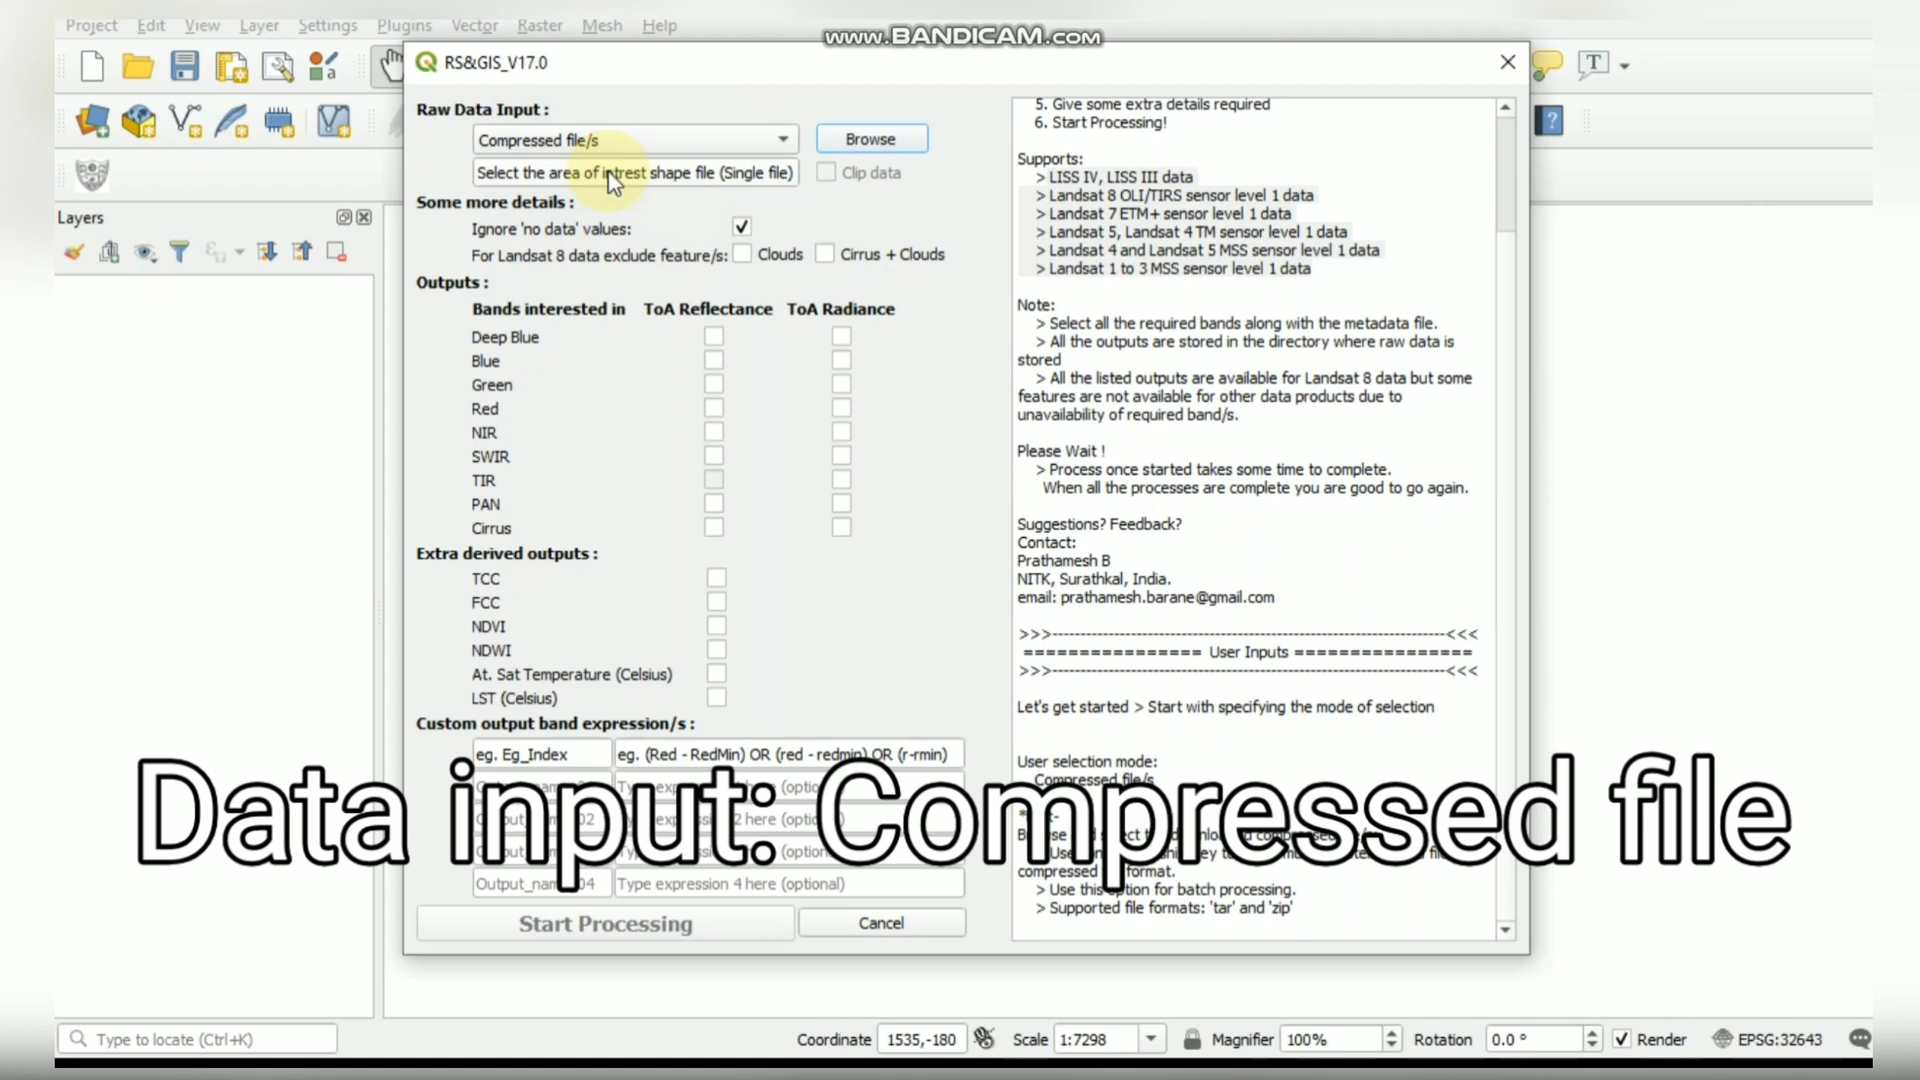 Project Edit View Layer Settings Plugins Vector Raster Mesh Help
www.BANDICAM.com
RS&GIS_V17.0
T
Layers
Raw Data Input :
Compressed file/s
Browse
Select the area of intrest shape file (Single file)
Clip data
Some more details :
Ignore 'no data' values:
For Landsat 8 data exclude feature/s: Clouds Cirrus + Clouds
Outputs :
Bands interested in ToA Reflectance ToA Radiance
Deep Blue
Blue
Green
Red
NIR
SWIR
TIR
PAN
Cirrus
Extra derived outputs :
TCC
FCC
NDVI
NDWI
At. Sat Temperature (Celsius)
LST (Celsius)
Custom output band expression/s :
eg. Eg_Index eg. (Red - RedMin) OR (red - redmin) OR (r-rmin)
Type expression 4 here (optional)
Start Processing
Cancel
5. Give some extra details required
6. Start Processing!
Supports:
> LISS IV, LISS III data
> Landsat 8 OLI/TIRS sensor level 1 data
> Landsat 7 ETM+ sensor level 1 data
> Landsat 5, Landsat 4 TM sensor level 1 data
> Landsat 4 and Landsat 5 MSS sensor level 1 data
> Landsat 1 to 3 MSS sensor level 1 data
Note:
> Select all the required bands along with the metadata file.
> All the outputs are stored in the directory where raw data is
stored
> All the listed outputs are available for Landsat 8 data but some
features are not available for other data products due to
unavailability of required band/s.
Please Wait !
> Process once started takes some time to complete.
When all the processes are complete you are good to go again.
Suggestions? Feedback?
Contact:
Prathamesh B
NITK, Surathkal, India.
email: prathamesh.barane@gmail.com
>>>------------------------------------------------------------<<<
================ User Inputs ================
>>>------------------------------------------------------------<<<
Let's get started > Start with specifying the mode of selection
User selection mode:
Compressed file/s
compressed format.
> Use this option for batch processing.
> Supported file formats: 'tar' and 'zip'
Data input: Compressed file
Type to locate (Ctrl+K)
Coordinate 1535,-180 Scale 1:7298 Magnifier 100% Rotation 0.0 ° Render EPSG:32643